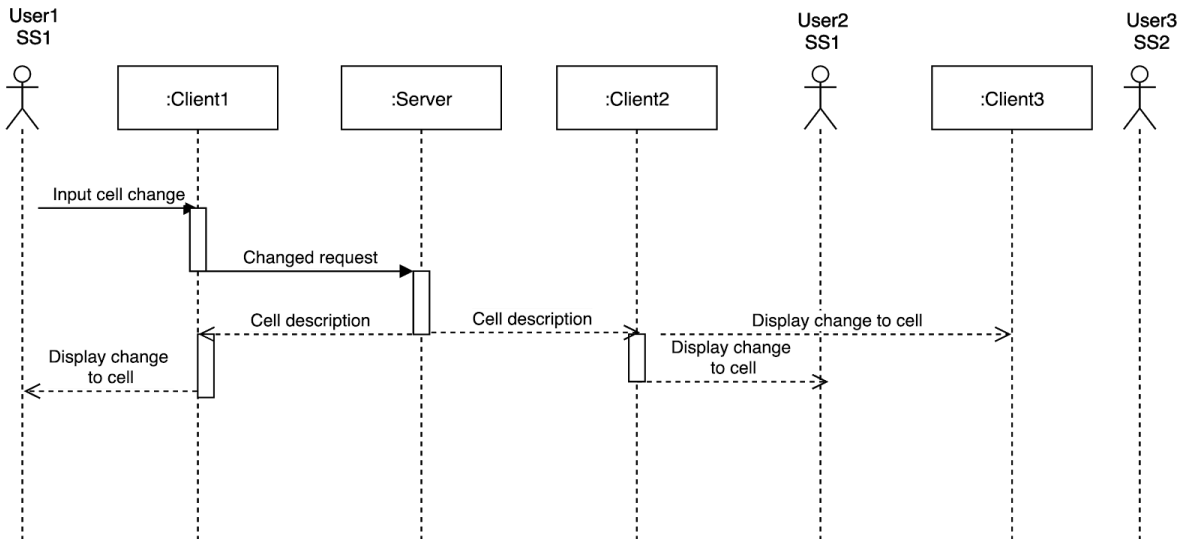 User1
SS1
User2
SS1
User3
SS2
:Client1
:Server
:Client2
:Client3
Input cell change
Changed request
Cell description
Cell description
Display change to cell
Display change
to cell
Display change
to cell